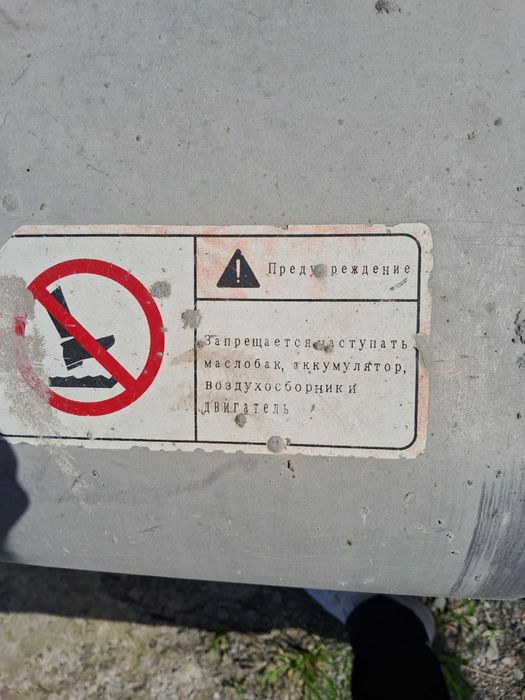 Предупреждение
Запрещается наступать
маслобак, аккумулятор,
воздухосборник и
двигатель